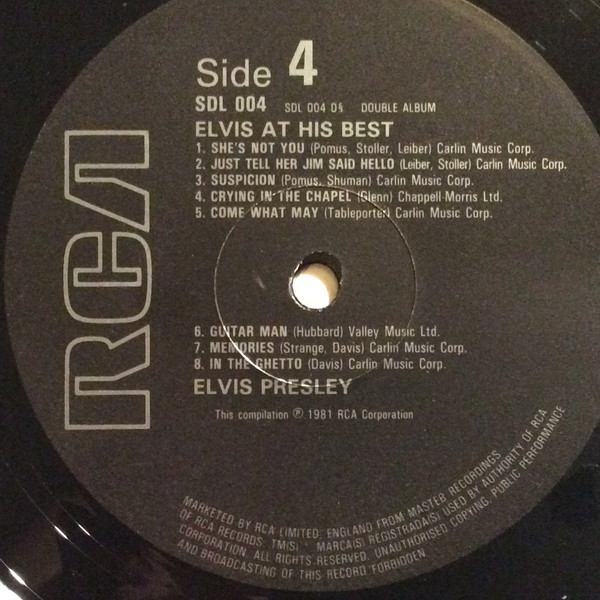 RCA
Side 4
SDL 004 SDL 004 D§ DOUBLE ALBUM
ELVIS AT HIS BEST
1. SHE'S NOT YOU (Pomus, Stoller, Leiber) Carlin Music Corp.
2. JUST TELL HER JIM SAID HELLO (Leiber, Stoller) Carlin Music Corp.
3. SUSPICION (Pomus, Shuman) Carlin Music Corp.
4. CRYING IN THE CHAPEL (Glenn) Chappell-Morris Ltd.
5. COME WHAT MAY (Tableporter) Carlin Music Corp.
6. GUITAR MAN (Hubbard) Valley Music Ltd.
7. MEMORIES (Strange, Davis) Carlin Music Corp.
8. IN THE GHETTO (Davis) Carlin Music Corp.
ELVIS PRESLEY
This compilation ℗ 1981 RCA Corporation
MARKETED BY RCA LIMITED, ENGLAND FROM MASTER RECORDINGS
OF RCA RECORDS. TM(S) ® MARCA(S) REGISTRADA(S) USED BY AUTHORITY OF RCA
CORPORATION. ALL RIGHTS RESERVED. UNAUTHORISED COPYING, PUBLIC PERFORMANCE
AND BROADCASTING OF THIS RECORD FORBIDDEN